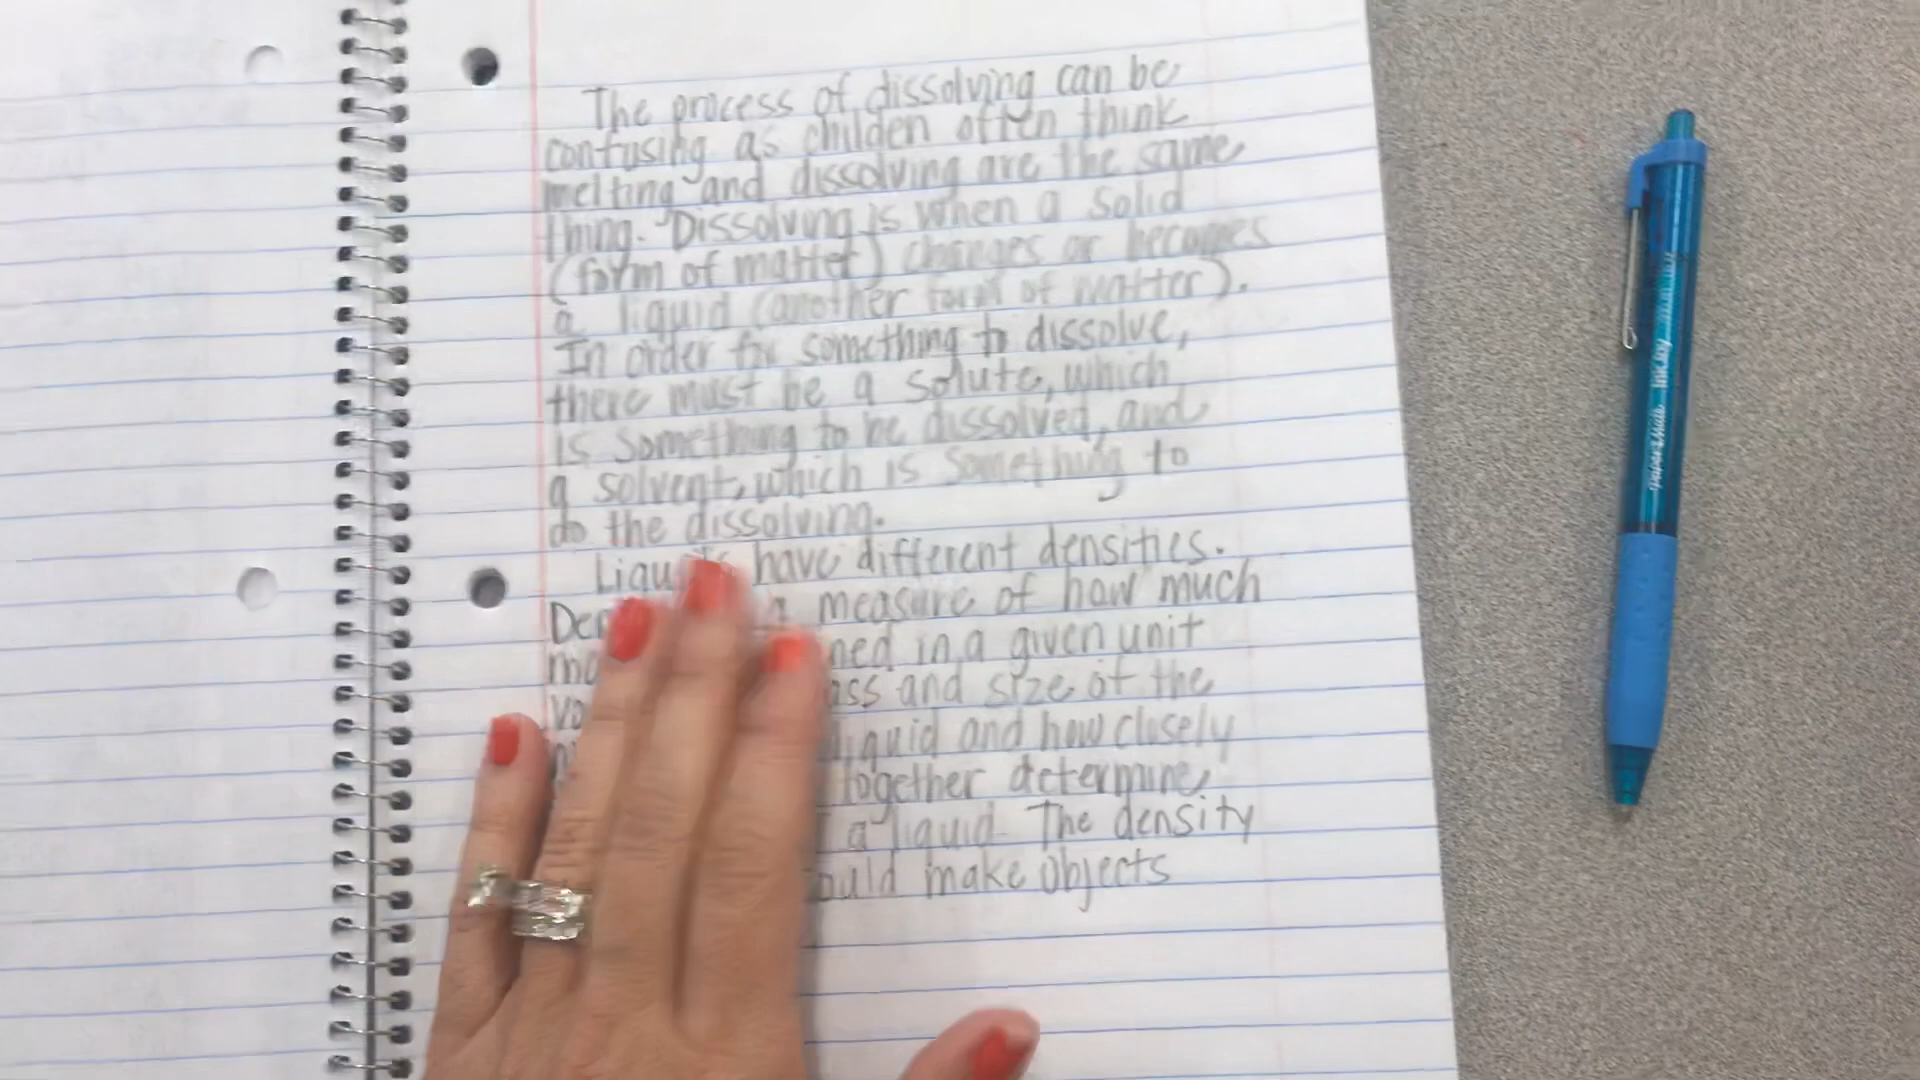 The process of dissolving can be
confusing as childen often think
melting and dissolving are the same
thing. Dissolving is when a solid
(form of matter) changes or becomes
a liquid (another form of matter).
In order for something to dissolve,
there must be a solute, which
is something to be dissolved, and
a solvent, which is something to
do the dissolving.
have different densities.
a measure of how much
in a given unit
and size of the
liquid and how closely
together determine
a liquid. The density
make objects
Paper Mate InkJoy